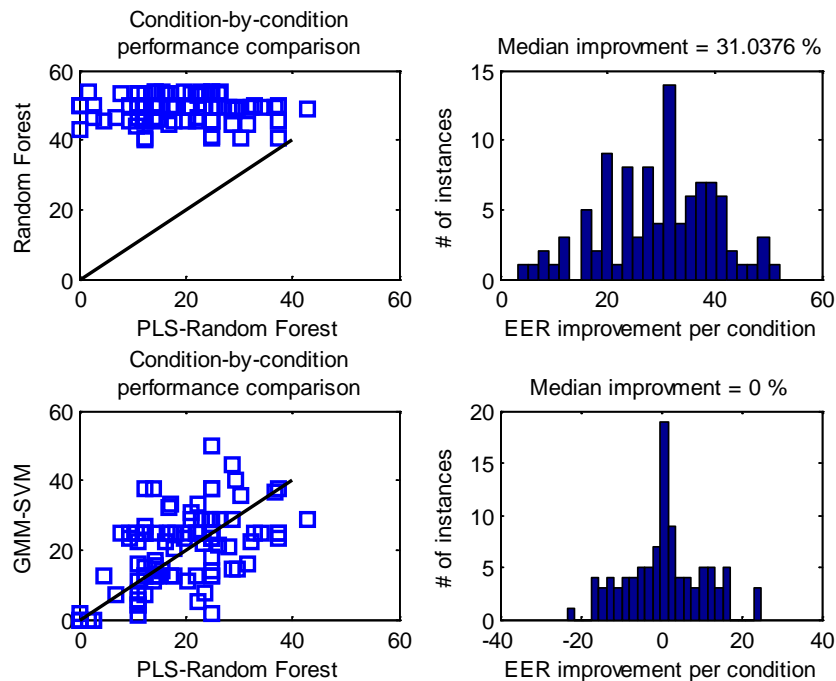 Condition-by-condition
performance comparison
60
40
20
0
0
20
40
60
Random Forest
PLS-Random Forest
Median improvment = 31.0376 %
15
10
5
0
0
20
40
60
# of instances
EER improvement per condition
Condition-by-condition
performance comparison
60
40
20
0
0
20
40
60
GMM-SVM
PLS-Random Forest
Median improvment = 0 %
20
15
10
5
0
-40
-20
0
20
40
# of instances
EER improvement per condition